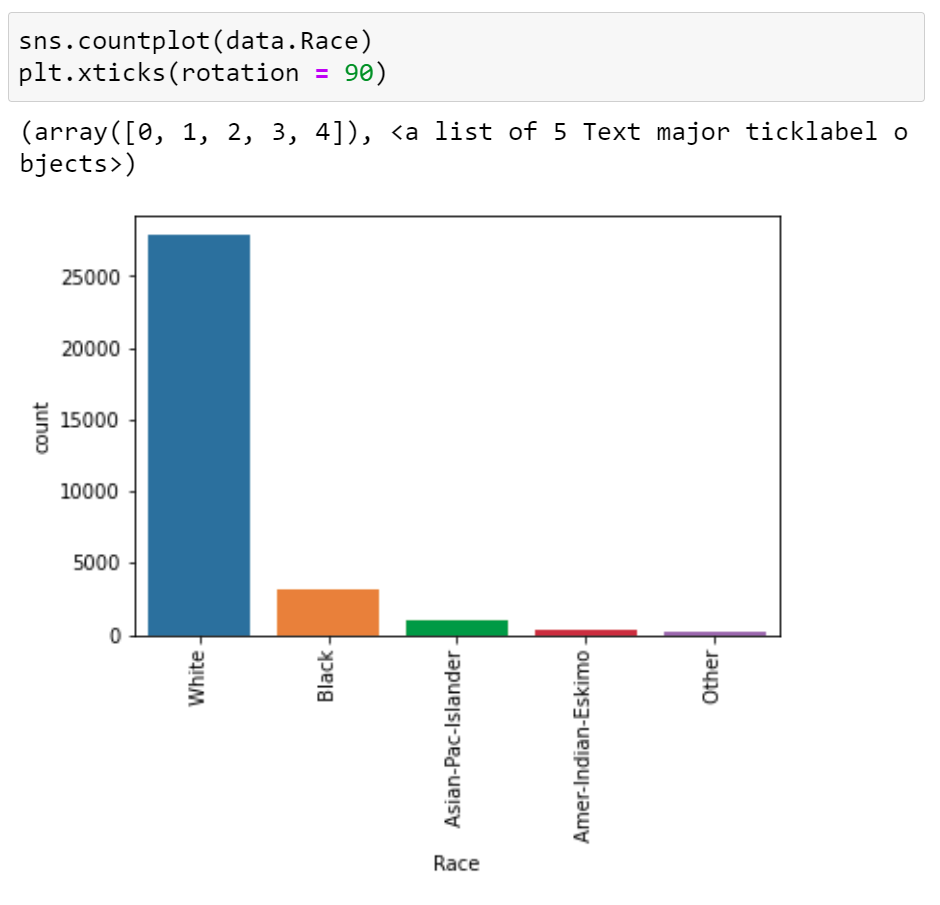 sns.countplot(data.Race)
plt.xticks(rotation = 90)
(array([0, 1, 2, 3, 4]), <a list of 5 Text major ticklabel o
bjects>)
25000
20000
15000
10000
5000
0
count
White
Black
Asian-Pac-Islander
Amer-Indian-Eskimo
Other
Race